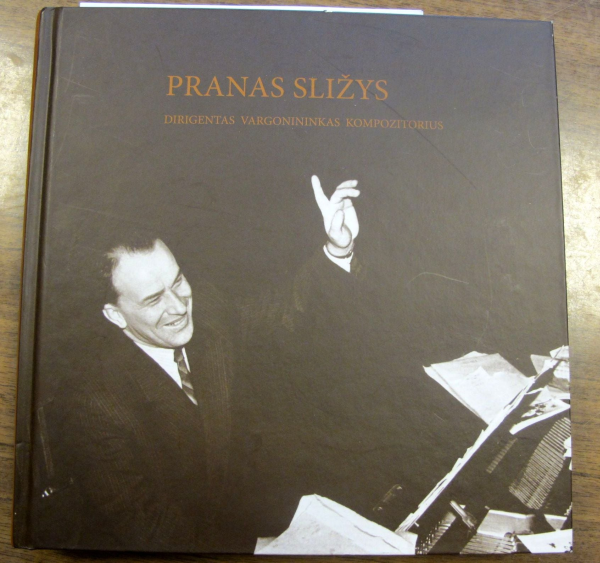 PRANAS SLIŽYS
DIRIGENTAS VARGONININKAS KOMPOZITORIUS